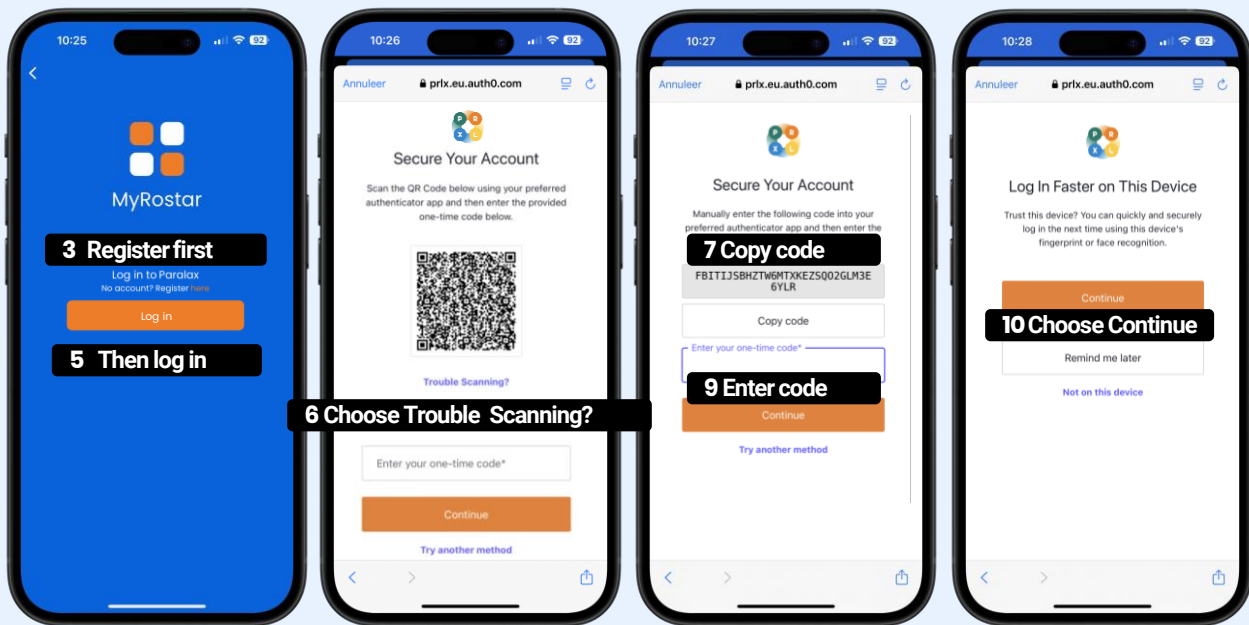 10:25
92
MyRostar
3 Register first
Log in to Paralax
No account? Register here
Log in
5 Then log in
10:26
92
Annuleer
prlx.eu.auth0.com
P R
X L
Secure Your Account
Scan the QR Code below using your preferred
authenticator app and then enter the provided
one-time code below.
Trouble Scanning?
6 Choose Trouble Scanning?
Enter your one-time code*
Continue
Try another method
10:27
92
Annuleer
prlx.eu.auth0.com
P R
X L
Secure Your Account
Manually enter the following code into your
preferred authenticator app and then enter the
7 Copy code
FBITIJSBHZTW6MTXKEZSQO2GLM3E
6YLR
Copy code
Enter your one-time code*
9 Enter code
Continue
Try another method
10:28
92
Annuleer
prlx.eu.auth0.com
P R
X L
Log In Faster on This Device
Trust this device? You can quickly and securely
log in the next time using this device's
fingerprint or face recognition.
Continue
10 Choose Continue
Remind me later
Not on this device